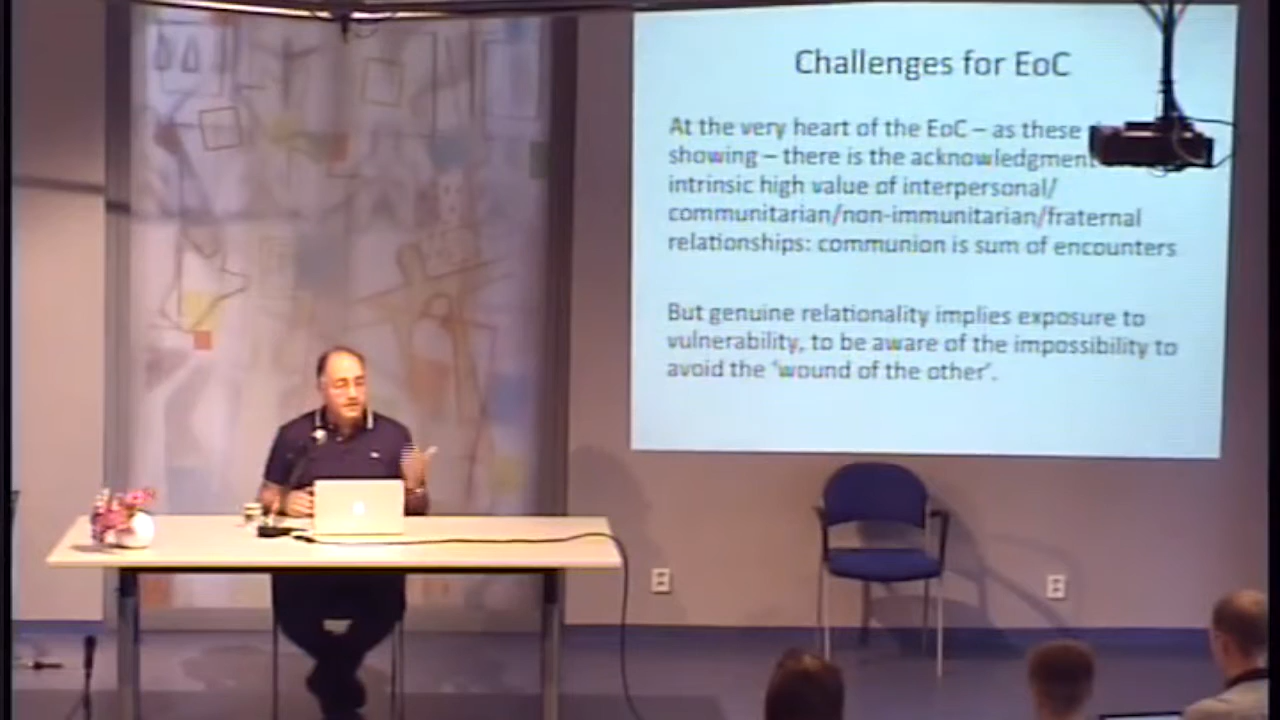 Challenges for EoC
At the very heart of the EoC – as these
showing – there is the acknowledgment
intrinsic high value of interpersonal/
communitarian/non-immunitarian/fraternal
relationships: communion is sum of encounters
But genuine relationality implies exposure to
vulnerability, to be aware of the impossibility to
avoid the ‘wound of the other’.